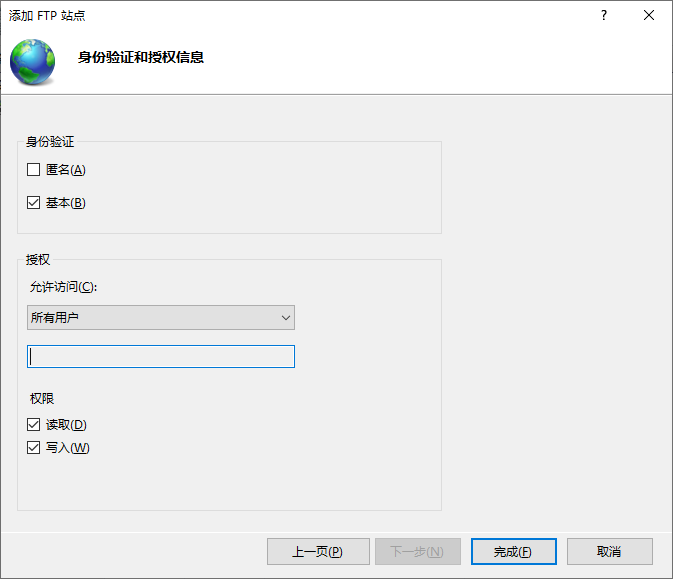 添加 FTP 站点
身份验证和授权信息
身份验证
匿名(A)
基本(B)
授权
允许访问(C):
所有用户
权限
读取(D)
写入(W)
上一页(P) 下一步(N) 完成(F) 取消